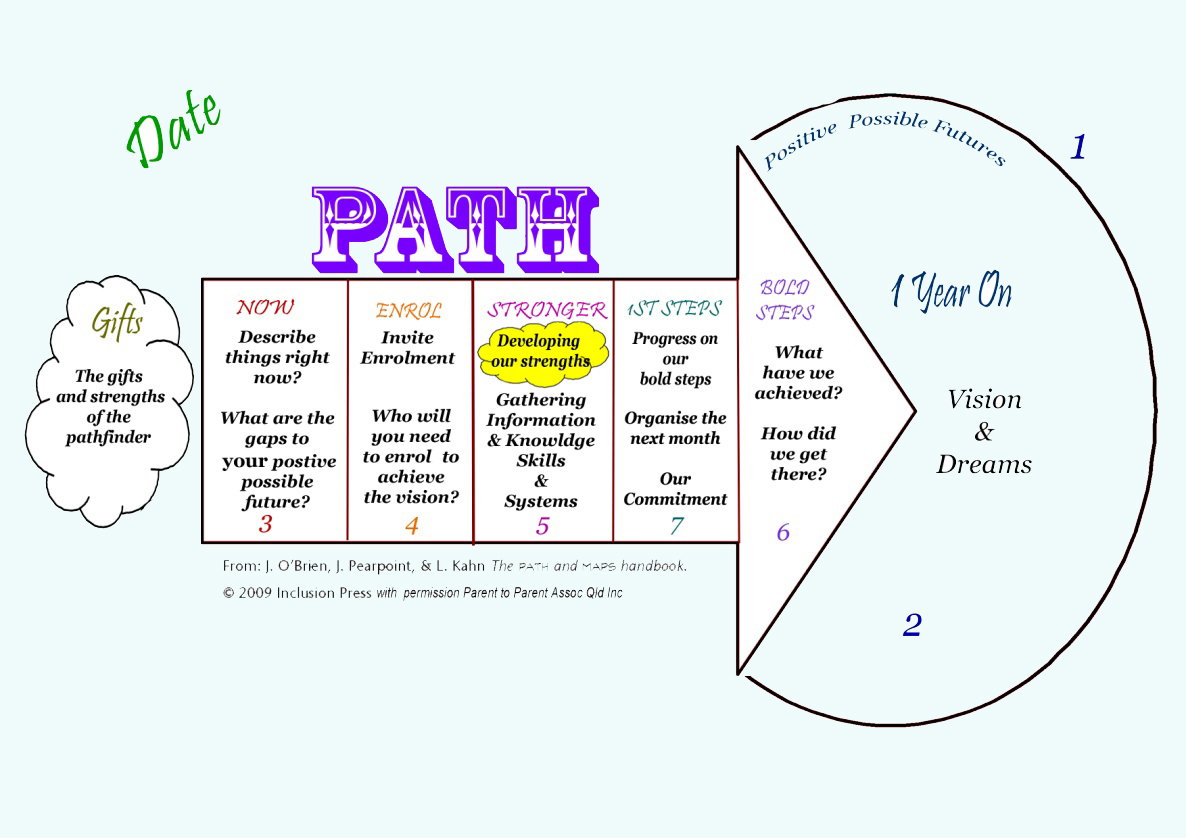 Date
PATH
Gifts
The gifts
and strengths
of the
pathfinder
NOW
Describe
things right
now?
What are the
gaps to
your postive
possible
future?
3
ENROL
Invite
Enrolment
Who will
you need
to enrol to
achieve
the vision?
4
STRONGER
Developing
our strengths
Gathering
Information
& Knowldge
Skills
&
Systems
5
1ST STEPS
Progress on
our
bold steps
Organise the
next month
Our
Commitment
7
BOLD
STEPS
What
have we
achieved?
How did
we get
there?
6
Positive Possible Futures
1
1 Year On
Vision
&
Dreams
2
From: J. O'Brien, J. Pearpoint, & L. Kahn The PATH and MAPS handbook.
© 2009 Inclusion Press with permission Parent to Parent Assoc Qld Inc